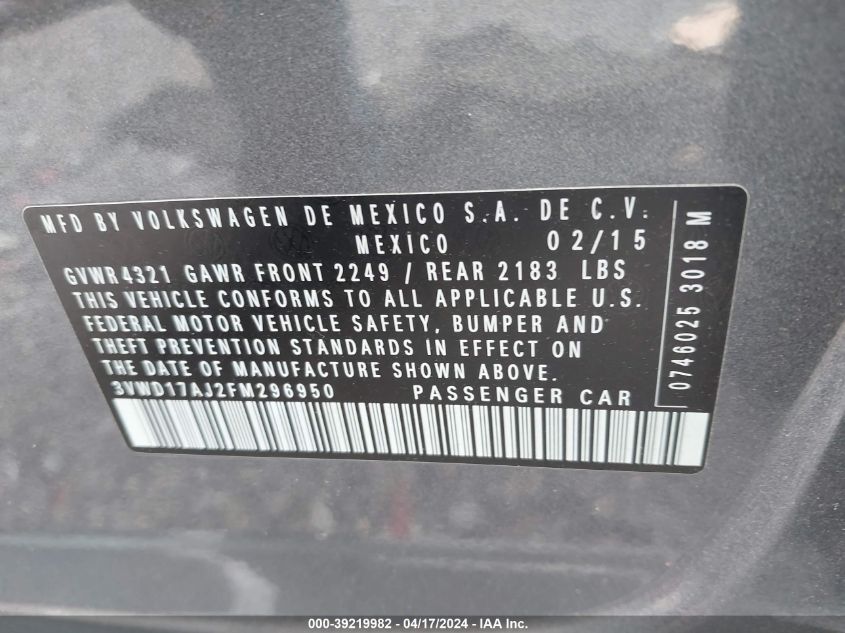 MFD BY VOLKSWAGEN DE MEXICO S.A. DE C.V.
MEXICO 02/15
GVWR 4321 GAWR FRONT 2249 / REAR 2183 LBS
THIS VEHICLE CONFORMS TO ALL APPLICABLE U.S.
FEDERAL MOTOR VEHICLE SAFETY, BUMPER AND
THEFT PREVENTION STANDARDS IN EFFECT ON
THE DATE OF MANUFACTURE SHOWN ABOVE.
3VWD17AJ2FM296950 PASSENGER CAR
0746025 3018 M
000-39219982 - 04/17/2024 - IAA Inc.